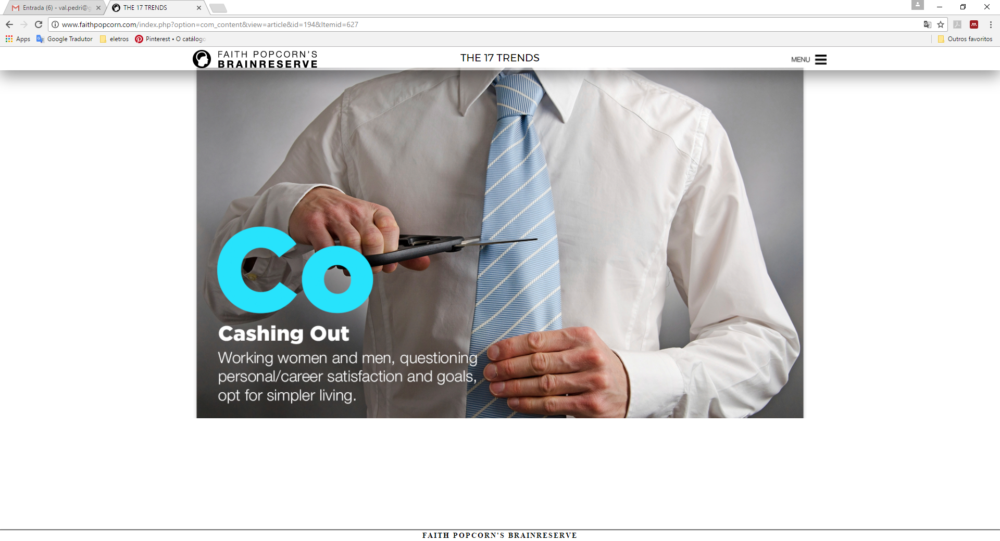 Entrada (6) - val.pedri@g
THE 17 TRENDS
www.faithpopcorn.com/index.php?option=com_content&view=article&id=194&Itemid=627
Apps
Google Tradutor
eletros
Pinterest • O catálogo
Outros favoritos
FAITH POPCORN'S
BRAINRESERVE
THE 17 TRENDS
MENU
Co
Cashing Out
Working women and men, questioning
personal/career satisfaction and goals,
opt for simpler living.
FAITH POPCORN'S BRAINRESERVE